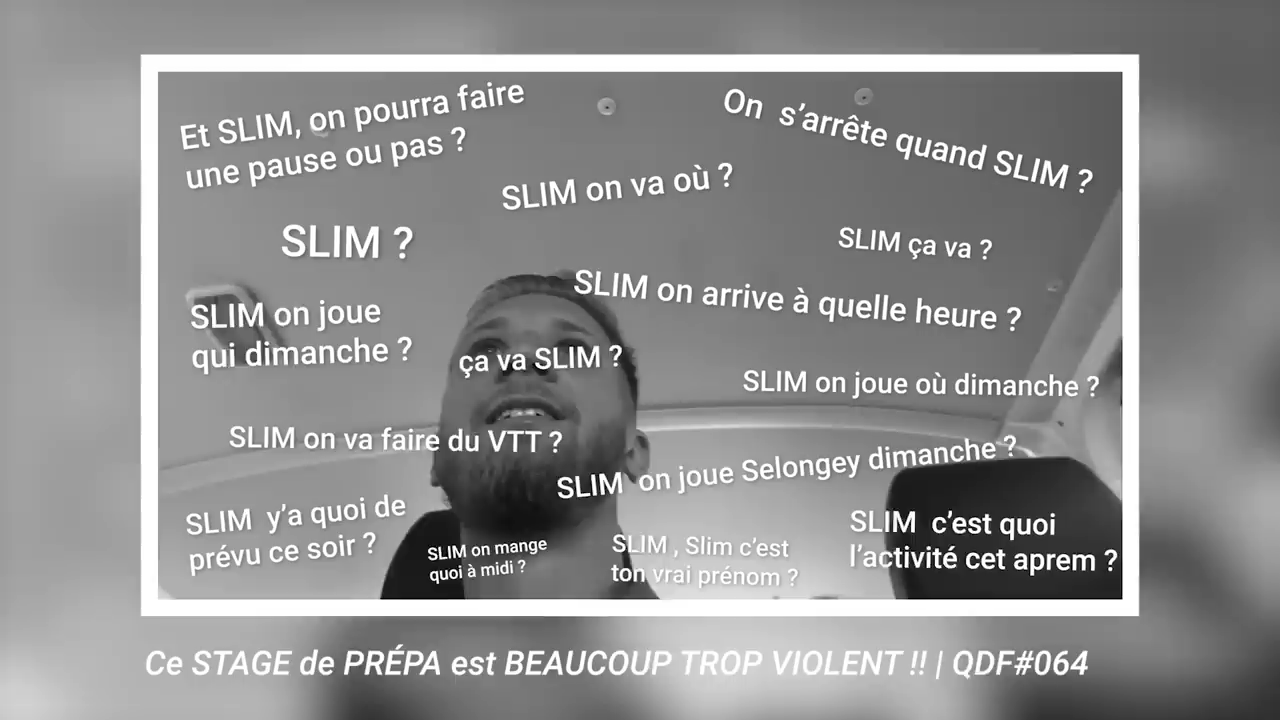 Et SLIM, on pourra faire
une pause ou pas ?
On s’arrête quand SLIM ?
SLIM on va où ?
SLIM ?
SLIM ça va ?
SLIM on arrive à quelle heure ?
SLIM on joue
qui dimanche ?
ça va SLIM ?
SLIM on joue où dimanche ?
SLIM on va faire du VTT ?
SLIM on joue Selongey dimanche ?
SLIM y’a quoi de
prévu ce soir ?
SLIM on mange
quoi à midi ?
SLIM , Slim c’est
ton vrai prénom ?
SLIM c’est quoi
l’activité cet aprem ?
Ce STAGE de PRÉPA est BEAUCOUP TROP VIOLENT !! | QDF#064